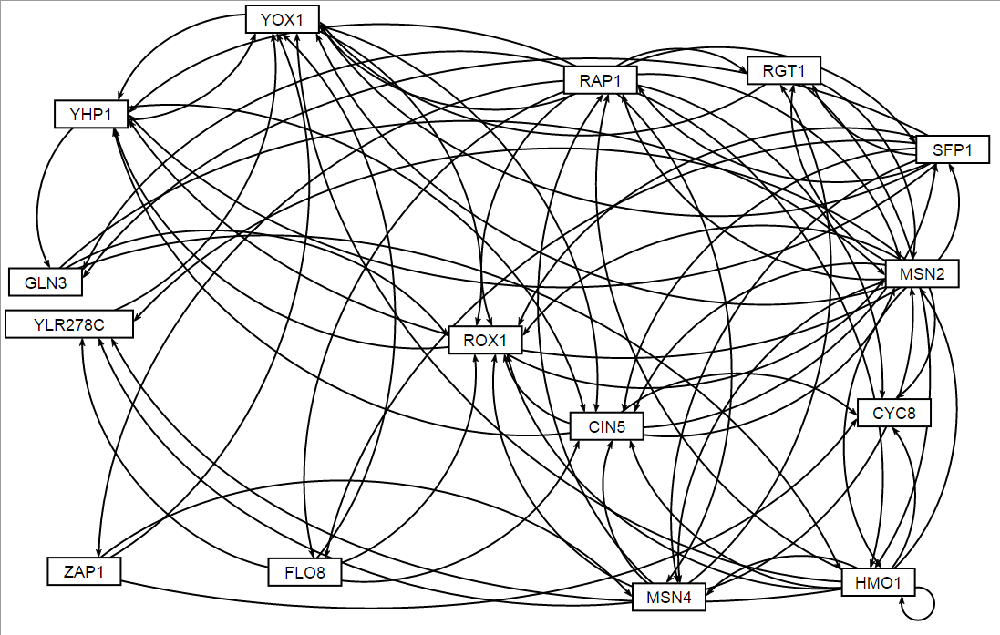 YOX1
RGT1
RAP1
YHP1
SFP1
MSN2
GLN3
YLR278C
ROX1
CYC8
CIN5
ZAP1
FLO8
HMO1
MSN4